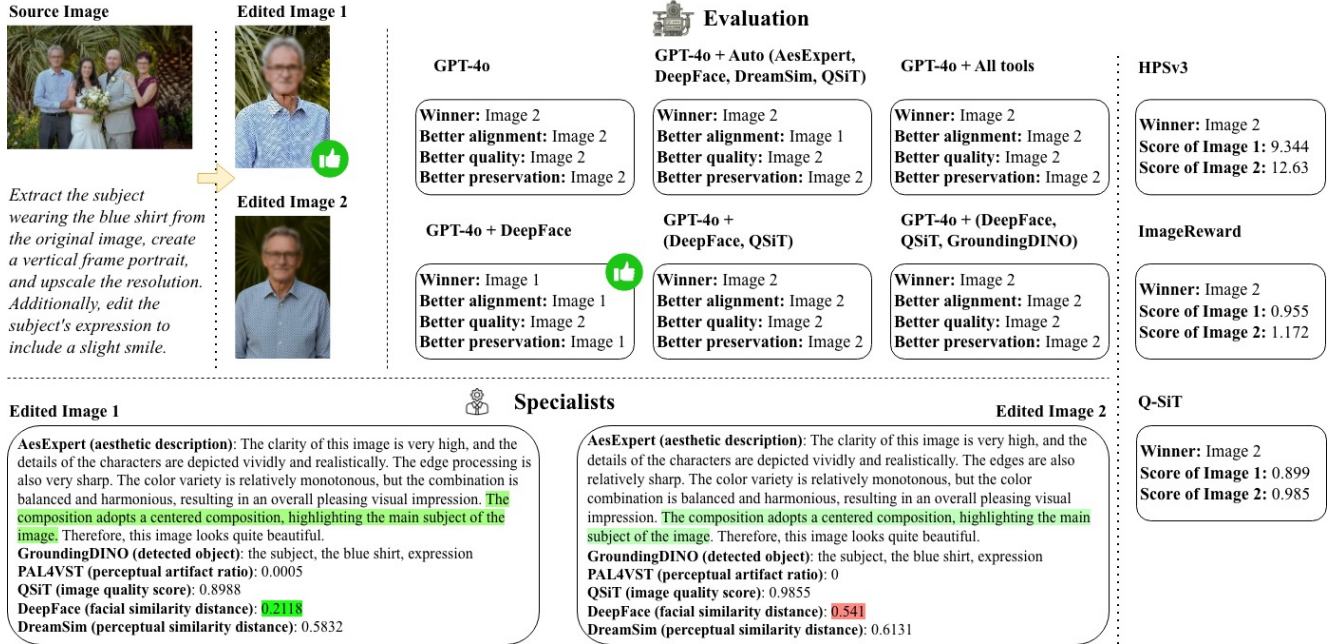 Source Image
Edited Image 1
Extract the subject
wearing the blue shirt from
the original image, create
a vertical frame portrait,
and upscale the resolution.
Additionally, edit the
subject's expression to
include a slight smile.
Edited Image 2
Evaluation
GPT-4o
Winner: Image 2
Better alignment: Image 2
Better quality: Image 2
Better preservation: Image 2
GPT-4o + Auto (AesExpert,
DeepFace, DreamSim, QSiT)
Winner: Image 2
Better alignment: Image 1
Better quality: Image 2
Better preservation: Image 2
GPT-4o + All tools
Winner: Image 2
Better alignment: Image 2
Better quality: Image 2
Better preservation: Image 2
GPT-4o + DeepFace
Winner: Image 1
Better alignment: Image 1
Better quality: Image 2
Better preservation: Image 1
GPT-4o +
(DeepFace, QSiT)
Winner: Image 2
Better alignment: Image 2
Better quality: Image 2
Better preservation: Image 2
GPT-4o + (DeepFace,
QSiT, GroundingDINO)
Winner: Image 2
Better alignment: Image 2
Better quality: Image 2
Better preservation: Image 2
HPSv3
Winner: Image 2
Score of Image 1: 9.344
Score of Image 2: 12.63
ImageReward
Winner: Image 2
Score of Image 1: 0.955
Score of Image 2: 1.172
Q-SiT
Winner: Image 2
Score of Image 1: 0.899
Score of Image 2: 0.985
Specialists
Edited Image 1
AesExpert (aesthetic description): The clarity of this image is very high, and the
details of the characters are depicted vividly and realistically. The edge processing is
also very sharp. The color variety is relatively monotonous, but the combination is
balanced and harmonious, resulting in an overall pleasing visual impression. The
composition adopts a centered composition, highlighting the main subject of the
image. Therefore, this image looks quite beautiful.
GroundingDINO (detected object): the subject, the blue shirt, expression
PAL4VST (perceptual artifact ratio): 0.0005
QSiT (image quality score): 0.8988
DeepFace (facial similarity distance): 0.2118
DreamSim (perceptual similarity distance): 0.5832
Edited Image 2
AesExpert (aesthetic description): The clarity of this image is very high, and the
details of the characters are depicted vividly and realistically. The edges are also
relatively sharp. The color variety is relatively monotonous, but the color
combination is balanced and harmonious, resulting in an overall pleasing visual
impression. The composition adopts a centered composition, highlighting the main
subject of the image. Therefore, this image looks quite beautiful.
GroundingDINO (detected object): the subject, the blue shirt, expression
PAL4VST (perceptual artifact ratio): 0
QSiT (image quality score): 0.9855
DeepFace (facial similarity distance): 0.541
DreamSim (perceptual similarity distance): 0.6131